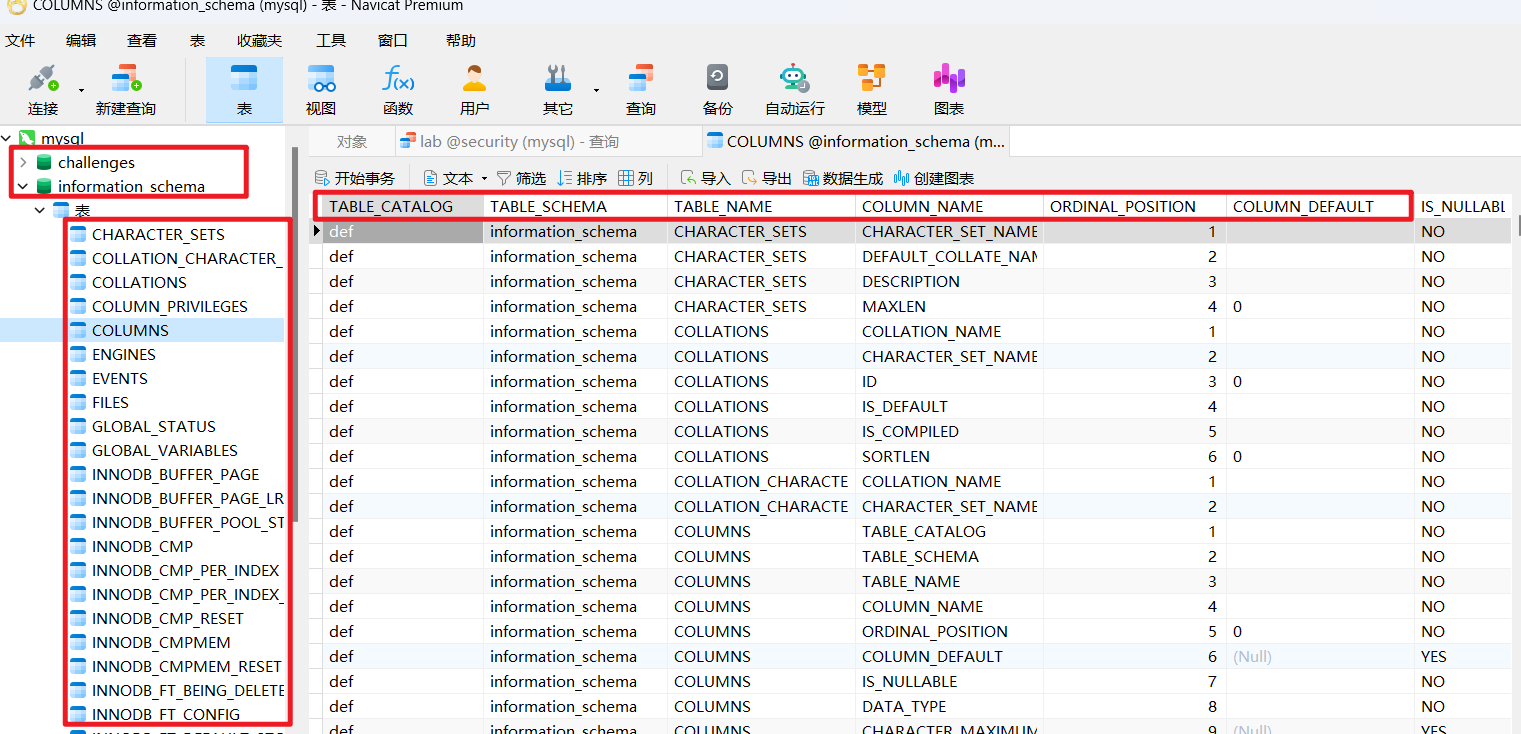 COLUMNS @information_schema (mysql) - 表 - Navicat Premium
文件 编辑 查看 表 收藏夹 工具 窗口 帮助
连接 新建查询 表 视图 函数 用户 其它 查询 备份 自动运行 模型 图表
mysql
challenges
information_schema
表
CHARACTER_SETS
COLLATION_CHARACTER_
COLLATIONS
COLUMN_PRIVILEGES
COLUMNS
ENGINES
EVENTS
FILES
GLOBAL_STATUS
GLOBAL_VARIABLES
INNODB_BUFFER_PAGE
INNODB_BUFFER_PAGE_LR
INNODB_BUFFER_POOL_ST
INNODB_CMP
INNODB_CMP_PER_INDEX
INNODB_CMP_PER_INDEX_
INNODB_CMP_RESET
INNODB_CMPMEM
INNODB_CMPMEM_RESET
INNODB_FT_BEING_DELETE
INNODB_FT_CONFIG
对象 lab @security (mysql) - 查询 COLUMNS @information_schema (m...
开始事务 文本 筛选 排序 列 导入 导出 数据生成 创建图表
TABLE_CATALOG TABLE_SCHEMA TABLE_NAME COLUMN_NAME ORDINAL_POSITION COLUMN_DEFAULT IS_NULLABL
def information_schema CHARACTER_SETS CHARACTER_SET_NAME 1 NO
def information_schema CHARACTER_SETS DEFAULT_COLLATE_NAM 2 NO
def information_schema CHARACTER_SETS DESCRIPTION 3 NO
def information_schema CHARACTER_SETS MAXLEN 4 0 NO
def information_schema COLLATIONS COLLATION_NAME 1 NO
def information_schema COLLATIONS CHARACTER_SET_NAME 2 NO
def information_schema COLLATIONS ID 3 0 NO
def information_schema COLLATIONS IS_DEFAULT 4 NO
def information_schema COLLATIONS IS_COMPILED 5 NO
def information_schema COLLATIONS SORTLEN 6 0 NO
def information_schema COLLATION_CHARACTE COLLATION_NAME 1 NO
def information_schema COLLATION_CHARACTE CHARACTER_SET_NAME 2 NO
def information_schema COLUMNS TABLE_CATALOG 1 NO
def information_schema COLUMNS TABLE_SCHEMA 2 NO
def information_schema COLUMNS TABLE_NAME 3 NO
def information_schema COLUMNS COLUMN_NAME 4 NO
def information_schema COLUMNS ORDINAL_POSITION 5 0 NO
def information_schema COLUMNS COLUMN_DEFAULT 6 (Null) YES
def information_schema COLUMNS IS_NULLABLE 7 NO
def information_schema COLUMNS DATA_TYPE 8 NO
def information_schema COLUMNS CHARACTER_MAXIMUM 9 (Null) YES